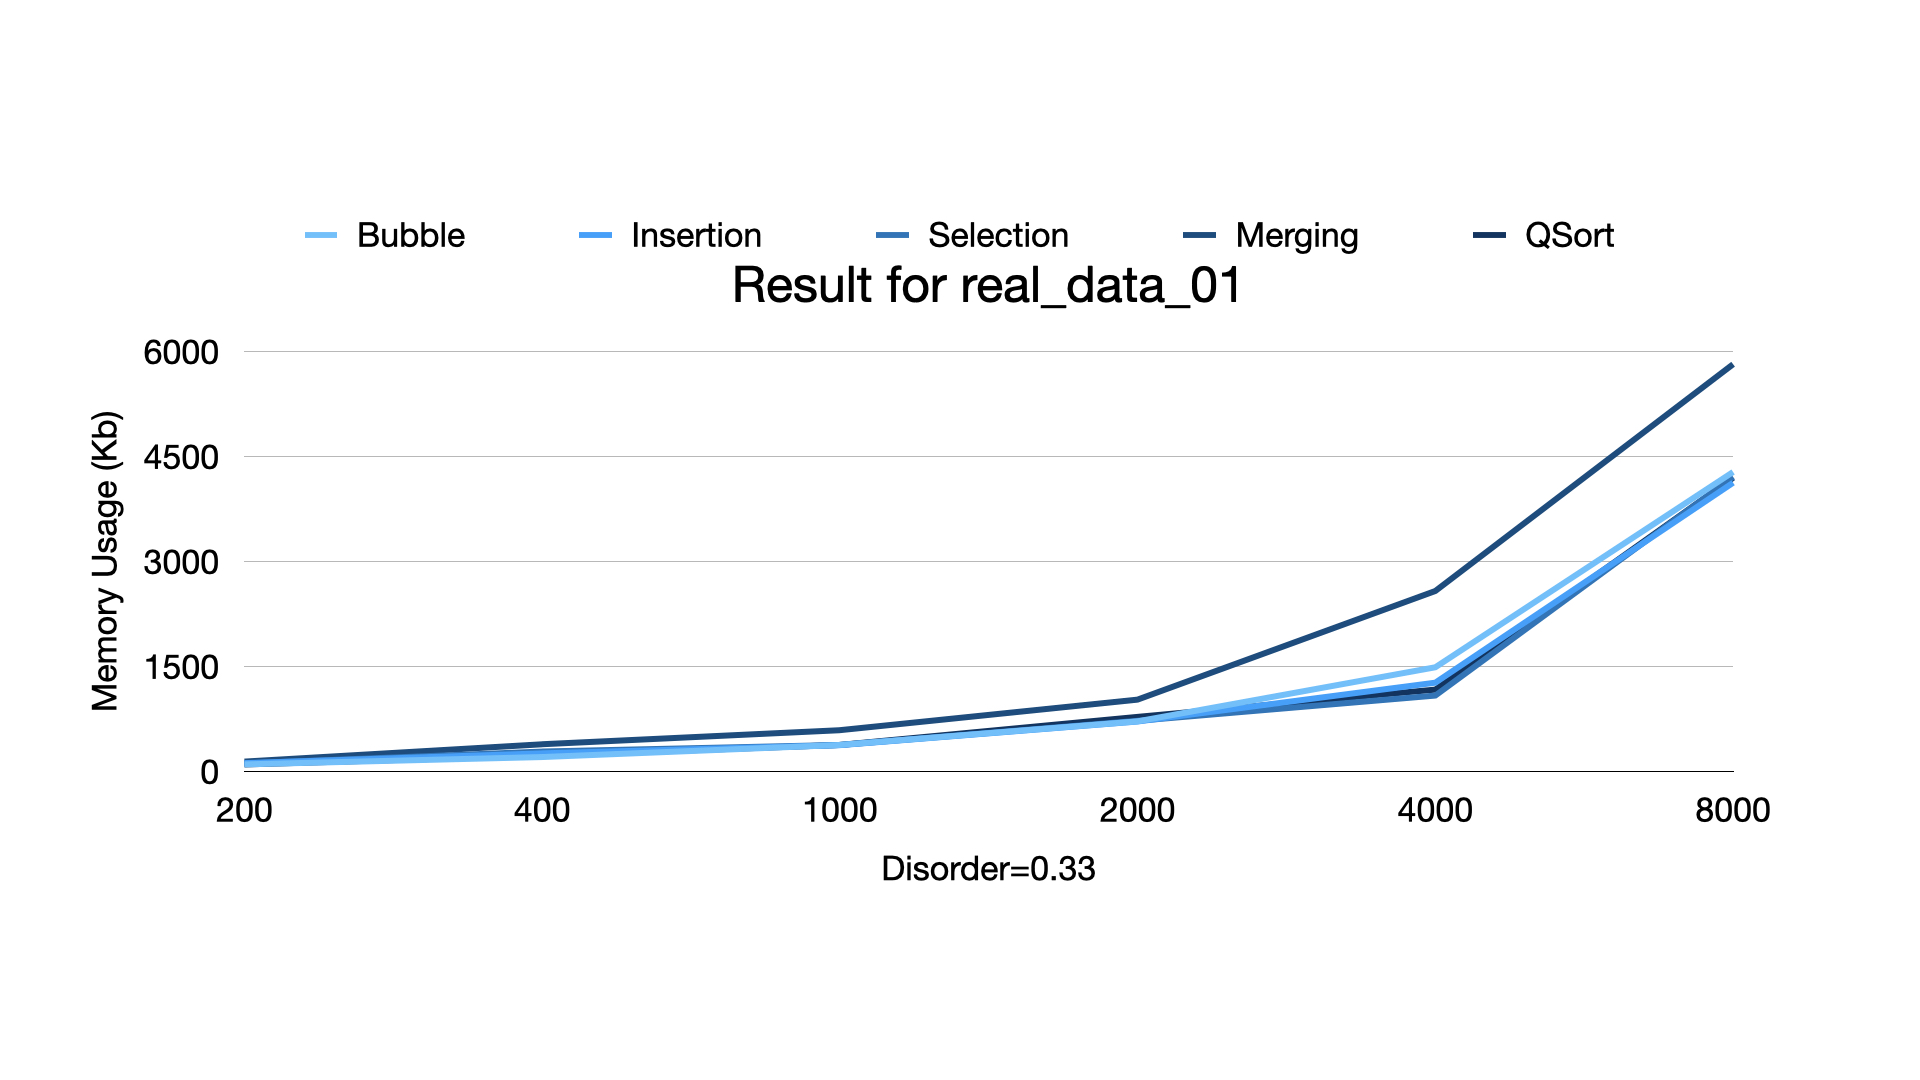 Bubble Insertion Selection Merging QSort
Result for real_data_01
Memory Usage (Kb)
6000
4500
3000
1500
0
200 400 1000 2000 4000 8000
Disorder=0.33